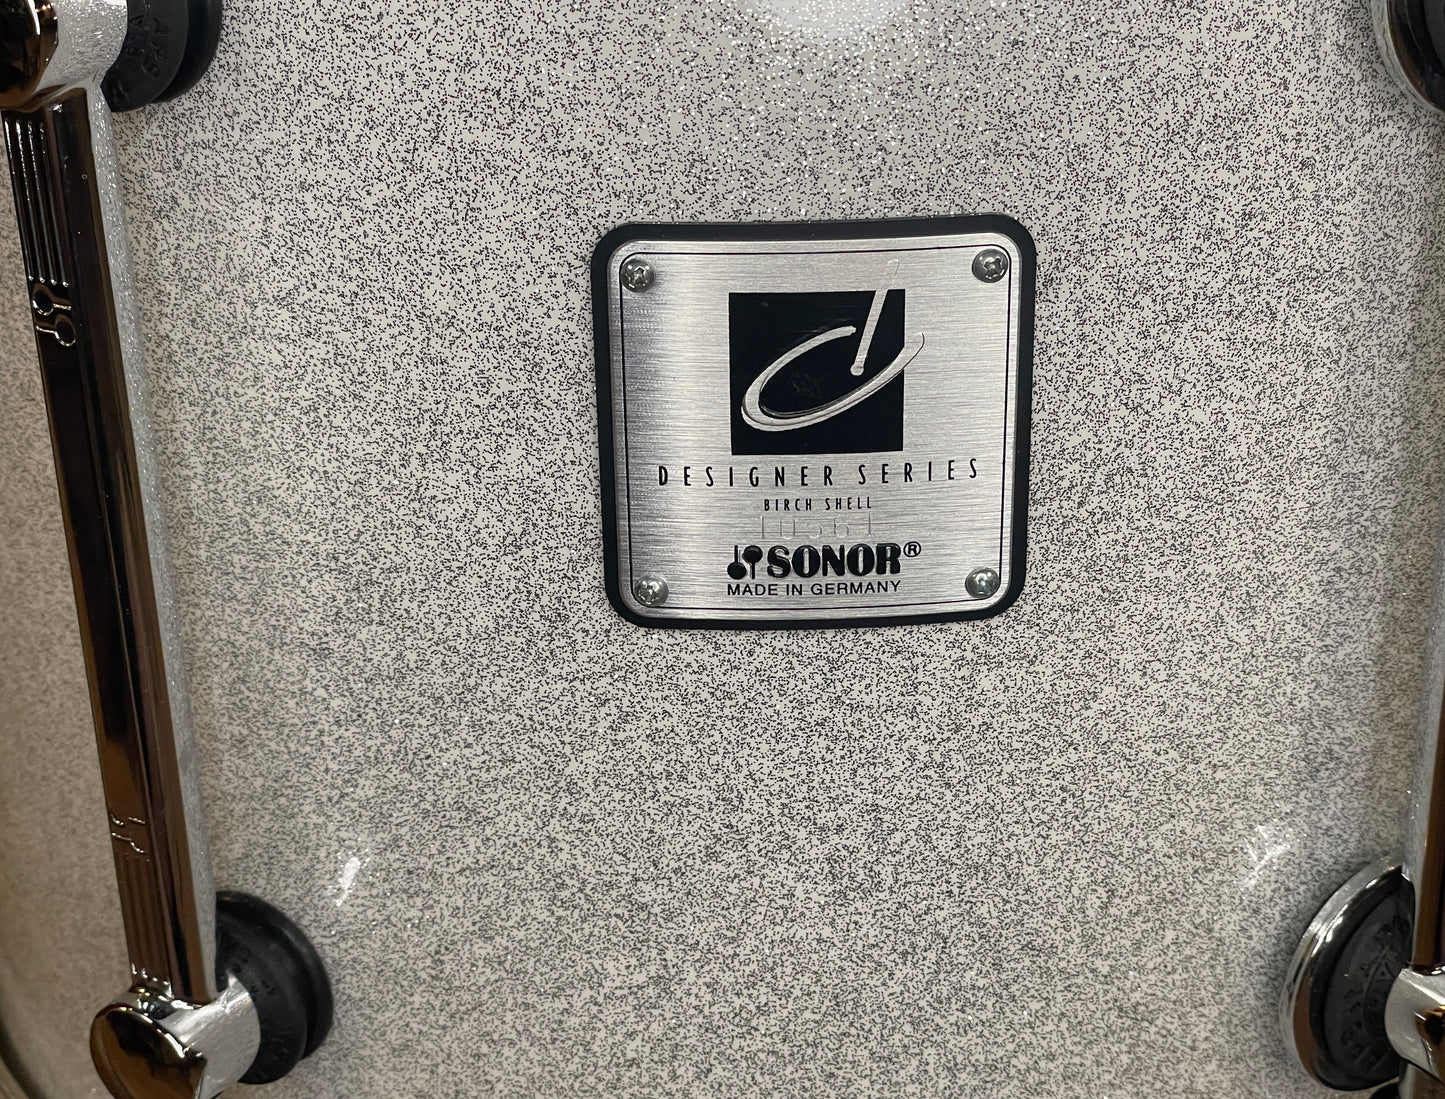 DESIGNER SERIES
BIRCH SHELL
SONOR®
MADE IN GERMANY